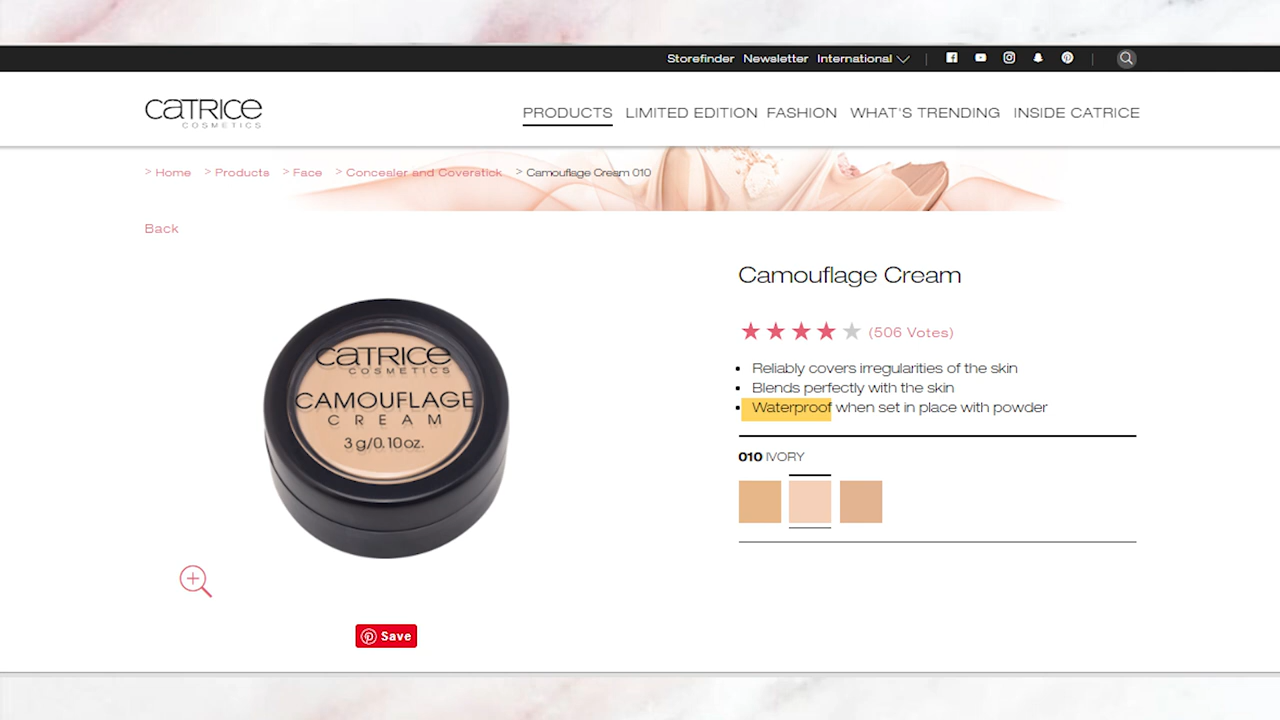 Storefinder Newsletter International
CATRICE
COSMETICS
PRODUCTS LIMITED EDITION FASHION WHAT'S TRENDING INSIDE CATRICE
> Home > Products > Face > Concealer and Coverstick > Camouflage Cream 010
Back
CATRICE
COSMETICS
CAMOUFLAGE
CREAM
3 g/0.10oz.
Save
Camouflage Cream
(506 Votes)
Reliably covers irregularities of the skin
Blends perfectly with the skin
Waterproof when set in place with powder
010 IVORY